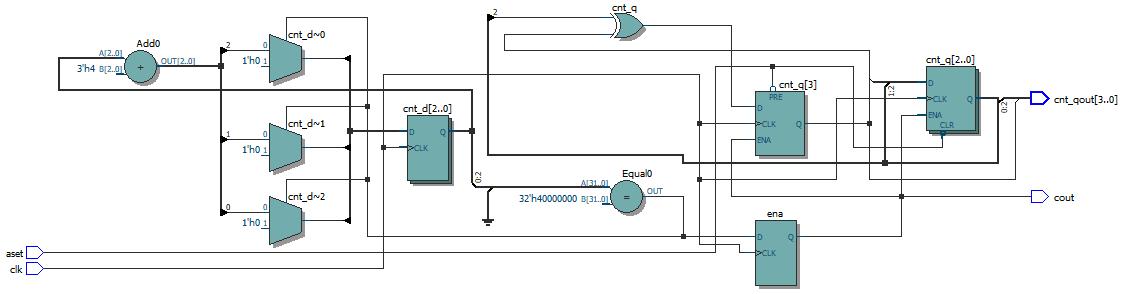 cnt_q
2
cnt_d~0
Add0
2
0
1'h0 1
A[2..0]
3'h4 B[2..0]
+
OUT[2..0]
cnt_q[2..0]
cnt_q[3]
PRE
D
CLK
ENA
Q
D
CLK
ENA
Q
CLR
1:2
0:2
cnt_qout[3..0]
cnt_d~1
1
0
1'h0 1
cnt_d[2..0]
D
CLK
Q
0:2
Equal0
A[31..0]
32'h40000000 B[31..0]
=
OUT
cnt_d~2
0
0
1'h0 1
cout
ena
D
CLK
Q
aset
clk